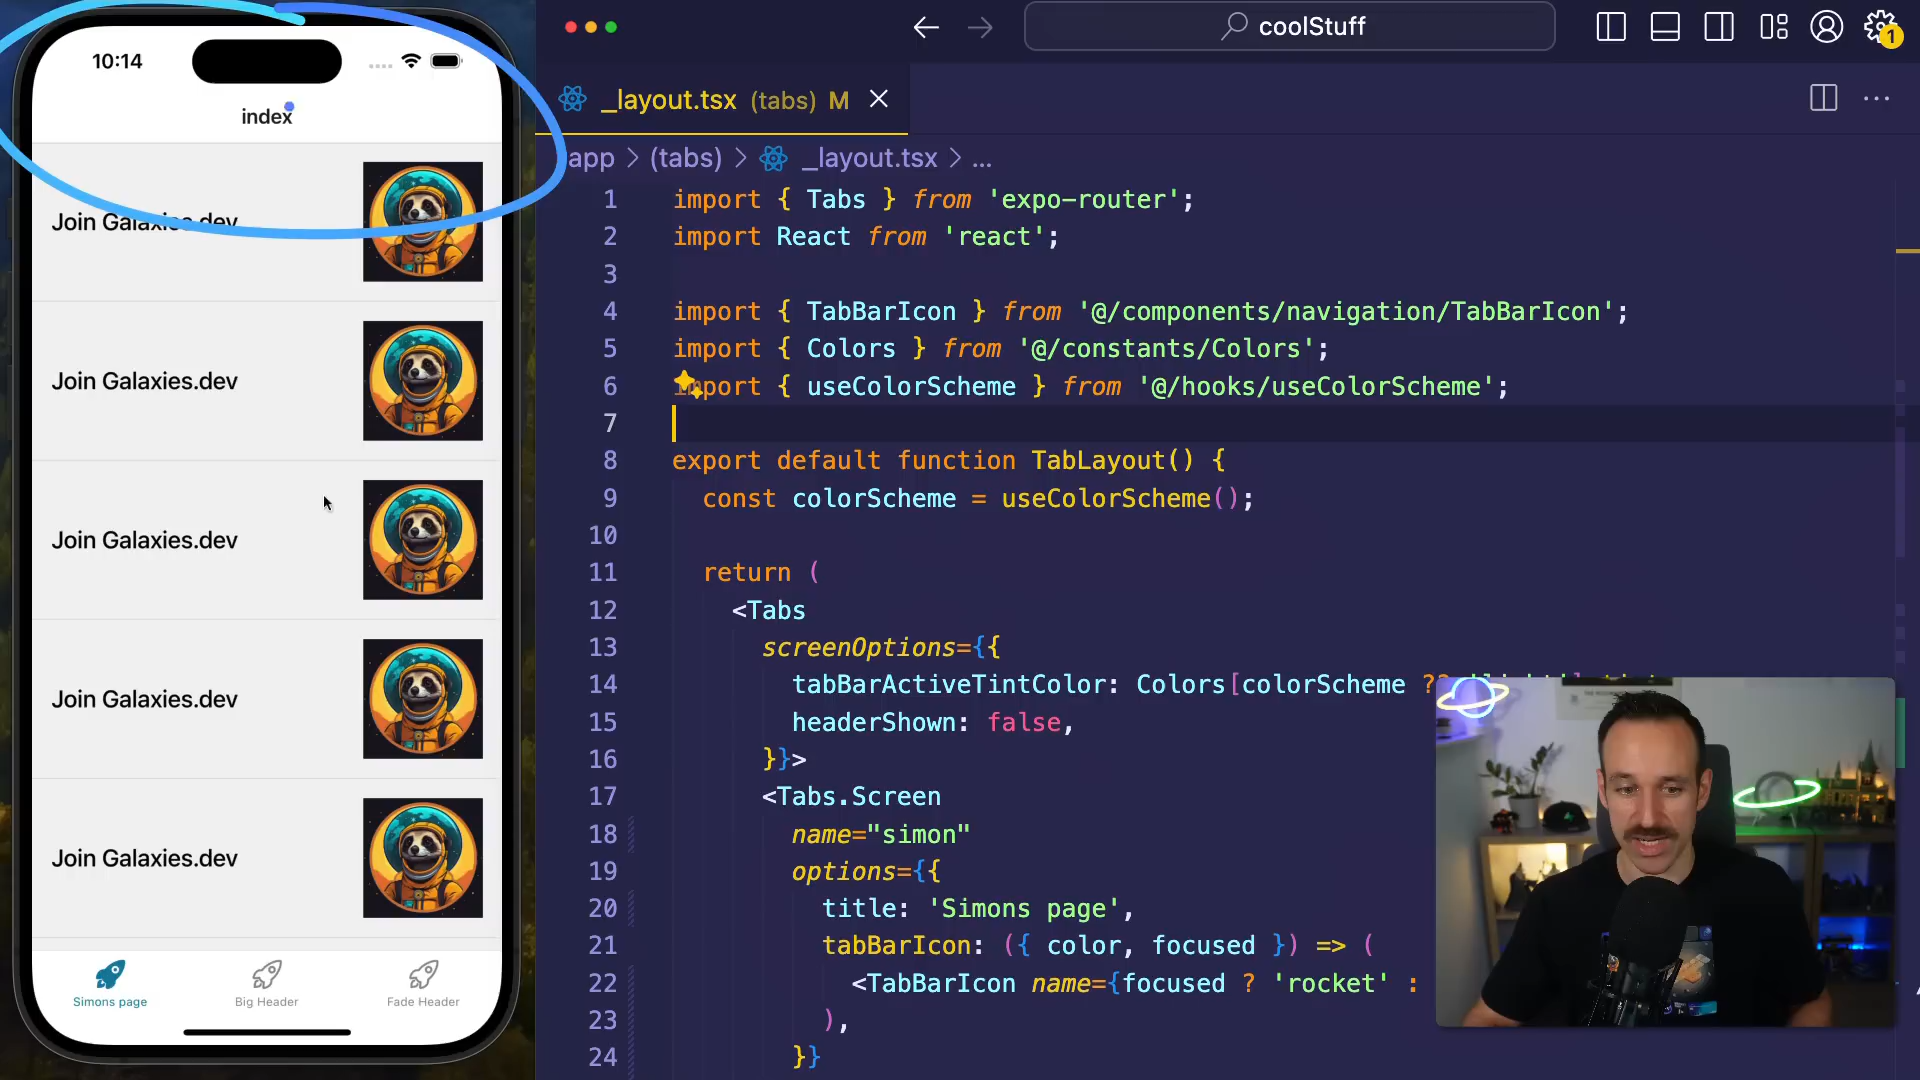 10:14
index
Join Galaxies.dev
Join Galaxies.dev
Join Galaxies.dev
Join Galaxies.dev
Join Galaxies.dev
Simons page
Big Header
Fade Header
coolStuff
1
_layout.tsx (tabs) M
app > (tabs) > _layout.tsx > ...
1 import { Tabs } from 'expo-router';
2 import React from 'react';
3
4 import { TabBarIcon } from '@/components/navigation/TabBarIcon';
5 import { Colors } from '@/constants/Colors';
6 import { useColorScheme } from '@/hooks/useColorScheme';
7
8 export default function TabLayout() {
9 const colorScheme = useColorScheme();
10
11 return (
12 <Tabs
13 screenOptions={{
14 tabBarActiveTintColor: Colors[colorScheme ??
15 headerShown: false,
16 }}>
17 <Tabs.Screen
18 name="simon"
19 options={{
20 title: 'Simons page',
21 tabBarIcon: ({ color, focused }) => (
22 <TabBarIcon name={focused ? 'rocket' :
23 ),
24 }}